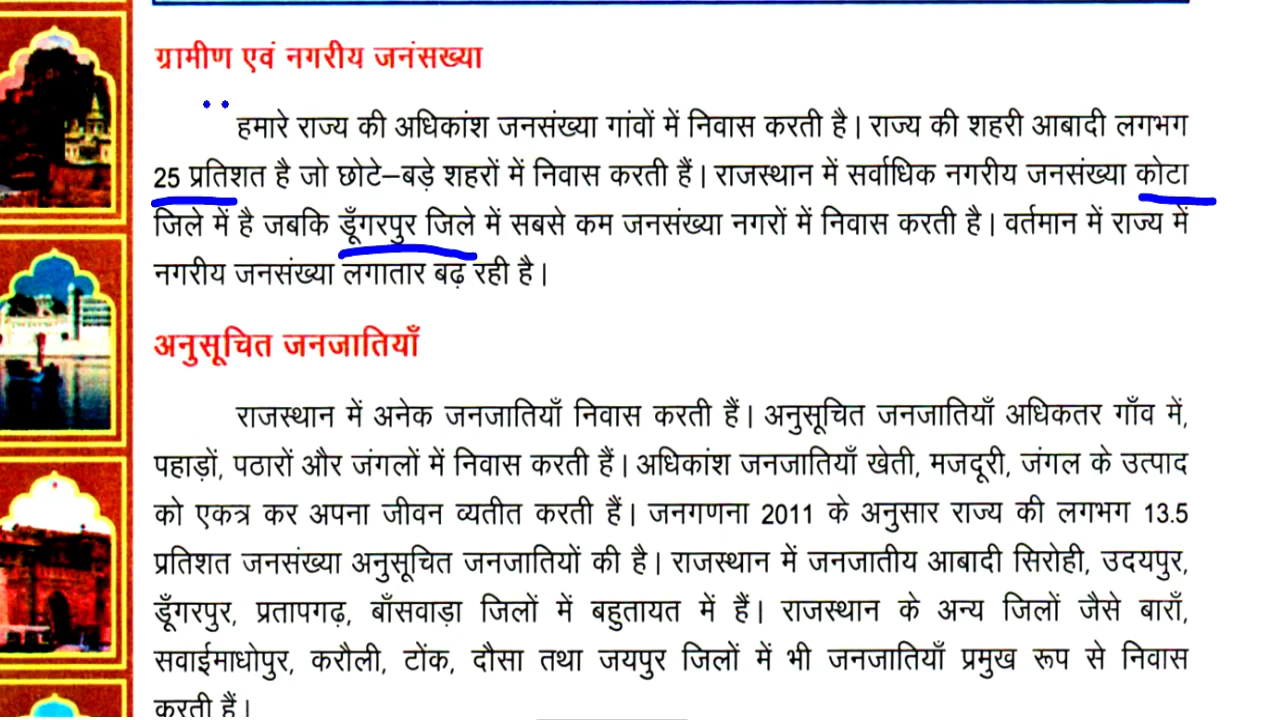 ग्रामीण एवं नगरीय जनंसख्या
हमारे राज्य की अधिकांश जनसंख्या गांवों में निवास करती है। राज्य की शहरी आबादी लगभग
25 प्रतिशत है जो छोटे–बड़े शहरों में निवास करती हैं। राजस्थान में सर्वाधिक नगरीय जनसंख्या कोटा
जिले में है जबकि डूँगरपुर जिले में सबसे कम जनसंख्या नगरों में निवास करती है। वर्तमान में राज्य में
नगरीय जनसंख्या लगातार बढ़ रही है।
अनुसूचित जनजातियाँ
राजस्थान में अनेक जनजातियाँ निवास करती हैं। अनुसूचित जनजातियाँ अधिकतर गाँव में,
पहाड़ों, पठारों और जंगलों में निवास करती हैं। अधिकांश जनजातियाँ खेती, मजदूरी, जंगल के उत्पाद
को एकत्र कर अपना जीवन व्यतीत करती हैं। जनगणना 2011 के अनुसार राज्य की लगभग 13.5
प्रतिशत जनसंख्या अनुसूचित जनजातियों की है। राजस्थान में जनजातीय आबादी सिरोही, उदयपुर,
डूँगरपुर, प्रतापगढ़, बाँसवाड़ा जिलों में बहुतायत में हैं। राजस्थान के अन्य जिलों जैसे बाराँ,
सवाईमाधोपुर, करौली, टोंक, दौसा तथा जयपुर जिलों में भी जनजातियाँ प्रमुख रूप से निवास
करती हैं।